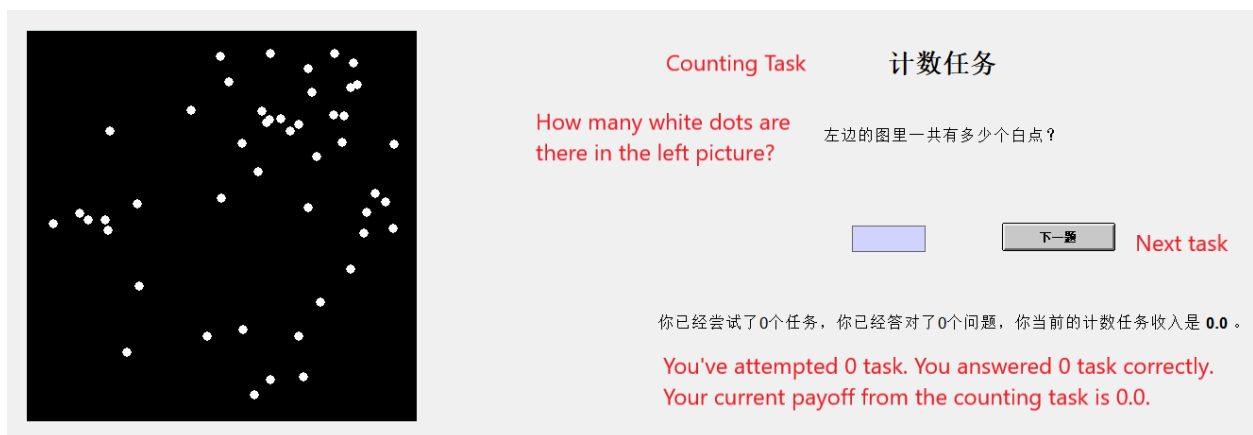 Counting Task
计数任务
How many white dots are
there in the left picture?
左边的图里一共有多少个白点？
下一题
Next task
你已经尝试了0个任务，你已经答对了0个问题，你当前的计数任务收入是 0.0 。
You've attempted 0 task. You answered 0 task correctly.
Your current payoff from the counting task is 0.0.